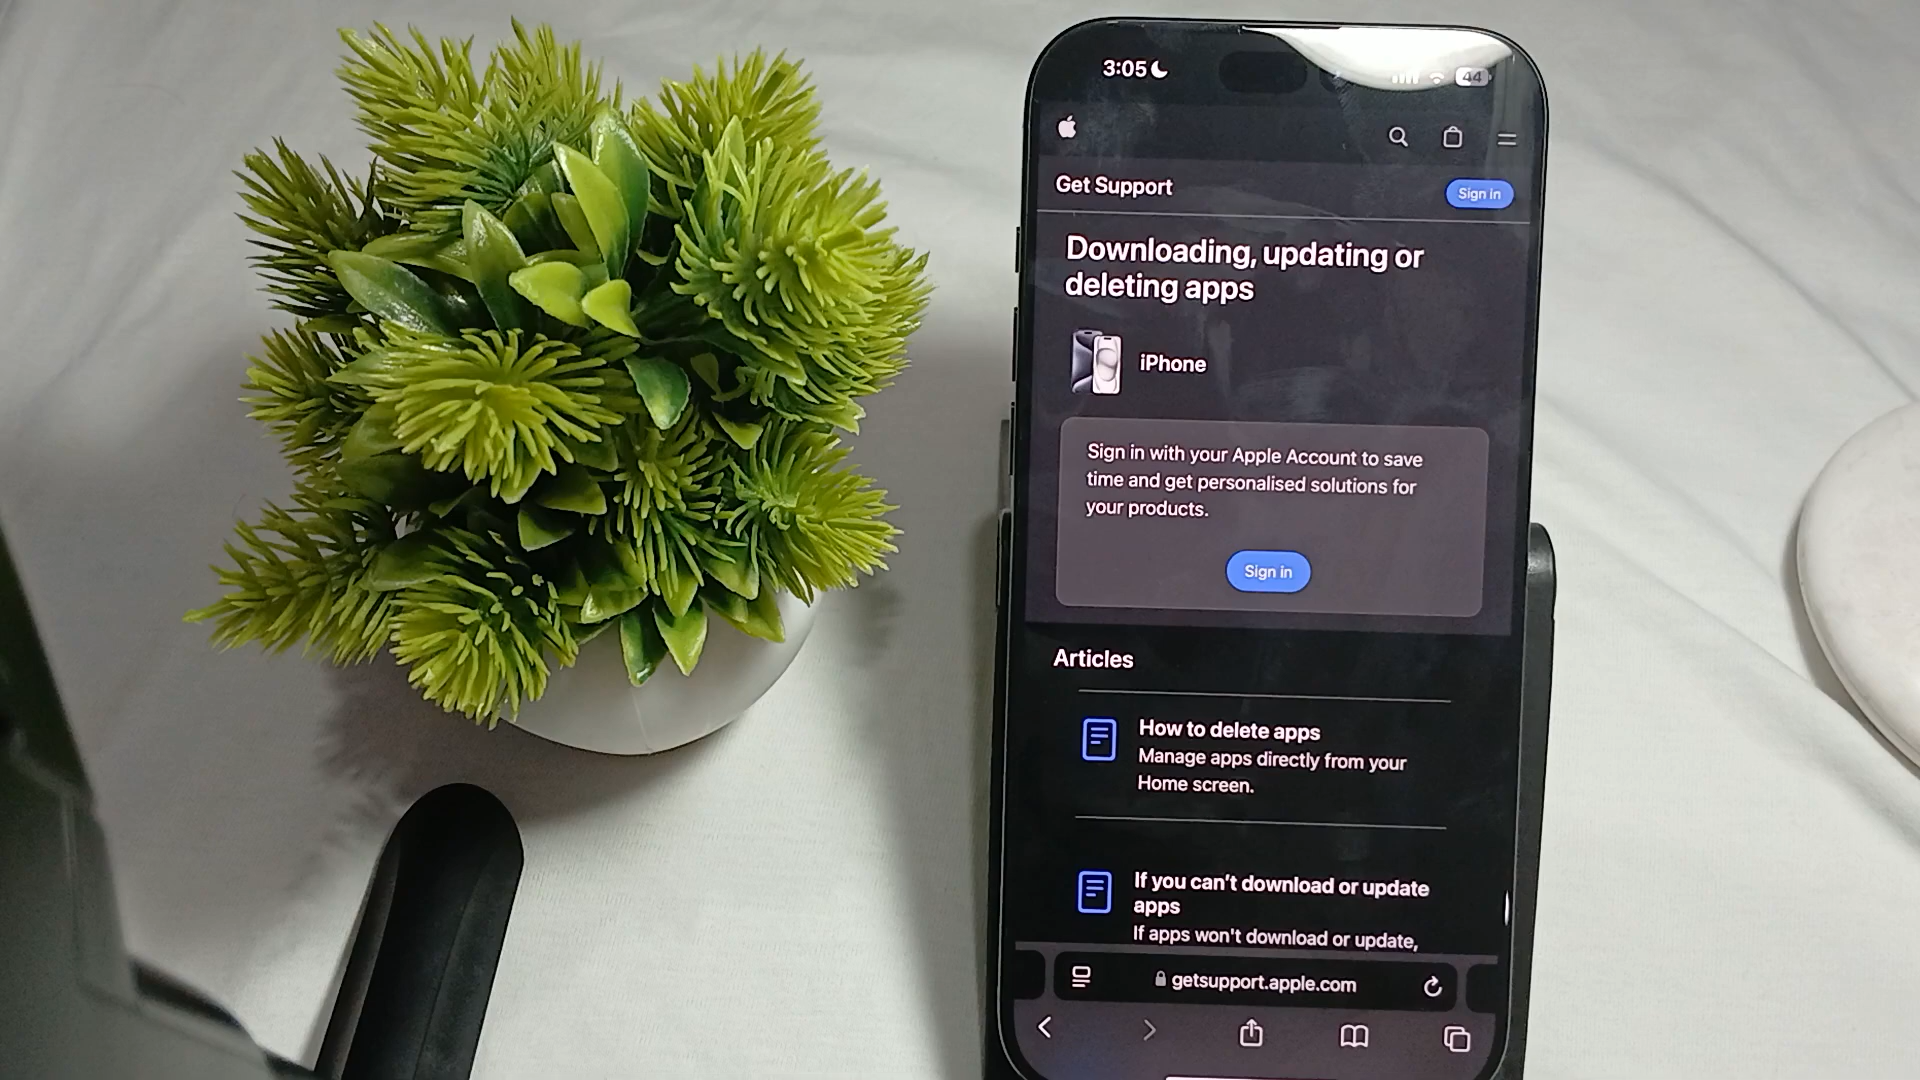 3:05
44
Get Support
Sign in
Downloading, updating or
deleting apps
iPhone
Sign in with your Apple Account to save
time and get personalised solutions for
your products.
Sign in
Articles
How to delete apps
Manage apps directly from your
Home screen.
If you can’t download or update
apps
If apps won't download or update,
getsupport.apple.com